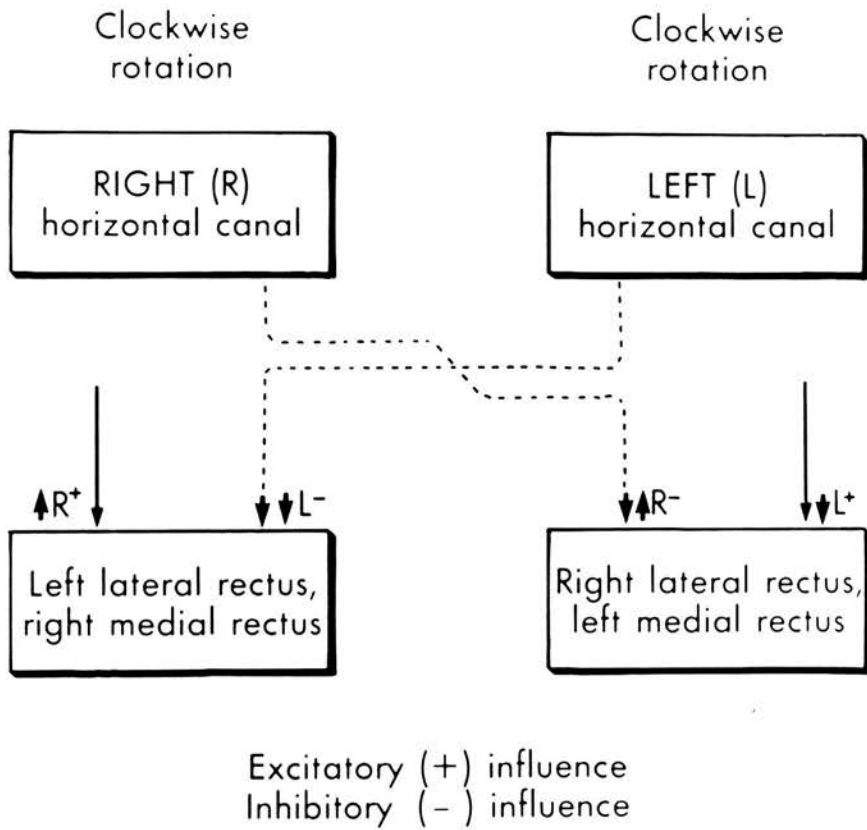 Clockwise
rotation
Clockwise
rotation
RIGHT (R)
horizontal canal
LEFT (L)
horizontal canal
R+
L-
R-
L+
Left lateral rectus,
right medial rectus
Right lateral rectus,
left medial rectus
Excitatory (+) influence
Inhibitory (-) influence